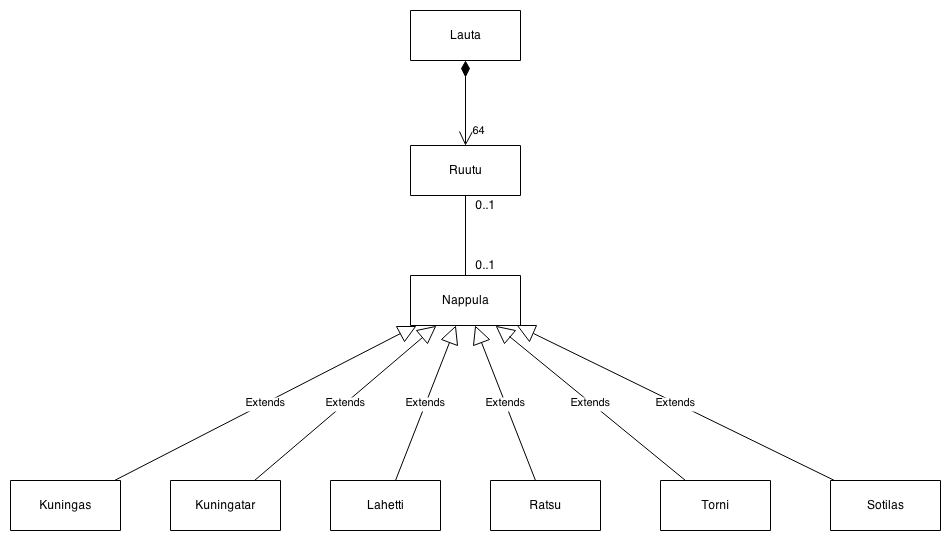 Lauta
64
Ruutu
0..1
0..1
Nappula
Extends Extends Extends Extends Extends Extends
Kuningas Kuningatar Lahetti Ratsu Torni Sotilas